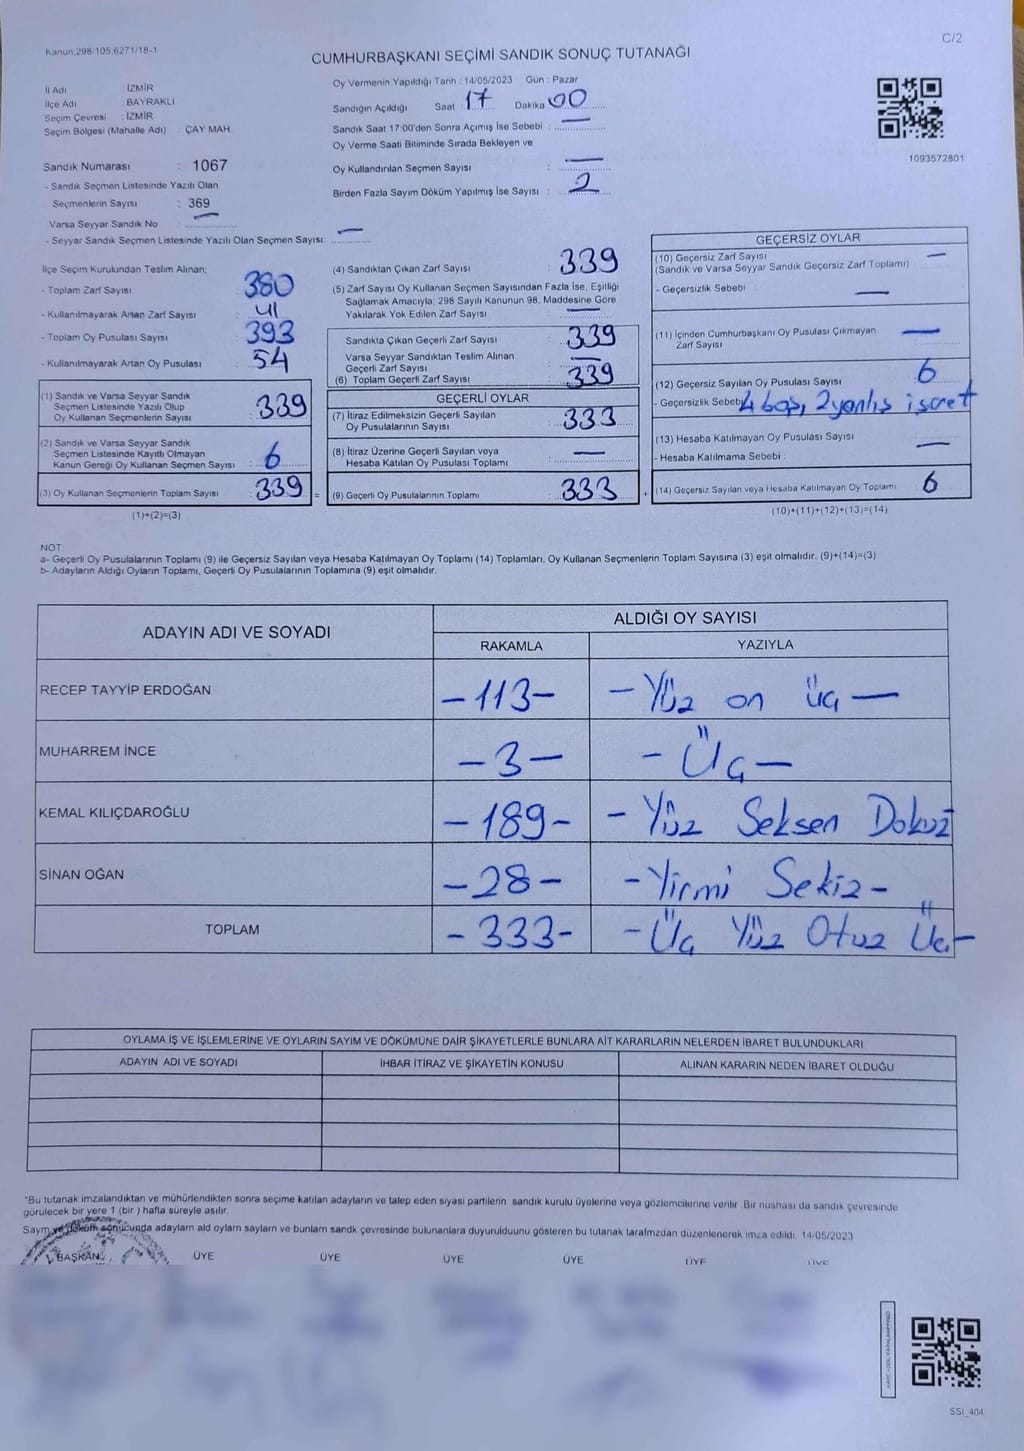 Kanun:298/105,6271/18-1
C/2
CUMHURBAŞKANI SEÇİMİ SANDIK SONUÇ TUTANAĞI
İl Adı : İZMİR
İlçe Adı : BAYRAKLI
Seçim Çevresi : İZMİR
Seçim Bölgesi (Mahalle Adı) : ÇAY MAH.
Sandık Numarası : 1067
- Sandık Seçmen Listesinde Yazılı Olan
Seçmenlerin Sayısı : 369
Varsa Seyyar Sandık No : —
- Seyyar Sandık Seçmen Listesinde Yazılı Olan Seçmen Sayısı: —
Oy Vermenin Yapıldığı Tarih : 14/05/2023 Gün : Pazar
Sandığın Açıldığı Saat 17 Dakika 00
Sandık Saat 17:00'den Sonra Açımış İse Sebebi : —
Oy Verme Saati Bitiminde Sırada Bekleyen ve
Oy Kullandırılan Seçmen Sayısı : —
Birden Fazla Sayım Döküm Yapılmış İse Sayısı : 2
1093572801
İlçe Seçim Kurulundan Teslim Alınan;
- Toplam Zarf Sayısı 380
- Kullanılmayarak Artan Zarf Sayısı 41
- Toplam Oy Pusulası Sayısı 393
- Kullanılmayarak Artan Oy Pusulası 54
(1) Sandık ve Varsa Seyyar Sandık
Seçmen Listesinde Yazılı Olup
Oy Kullanan Seçmenlerin Sayısı 339
(2) Sandık ve Varsa Seyyar Sandık
Seçmen Listesinde Kayıtlı Olmayan
Kanun Gereği Oy Kullanan Seçmen Sayısı 6
(3) Oy Kullanan Seçmenlerin Toplam Sayısı : 339 =
(1)+(2)=(3)
(4) Sandıktan Çıkan Zarf Sayısı : 339
(5) Zarf Sayısı Oy Kullanan Seçmen Sayısından Fazla İse, Eşitliği
Sağlamak Amacıyla; 298 Sayılı Kanunun 98. Maddesine Göre
Yakılarak Yok Edilen Zarf Sayısı —
Sandıkta Çıkan Geçerli Zarf Sayısı 339
Varsa Seyyar Sandıktan Teslim Alınan
Geçerli Zarf Sayısı —
(6) Toplam Geçerli Zarf Sayısı 339
GEÇERLİ OYLAR
(7) İtiraz Edilmeksizin Geçerli Sayılan
Oy Pusulalarının Sayısı 333
(8) İtiraz Üzerine Geçerli Sayılan veya
Hesaba Katılan Oy Pusulası Toplamı —
(9) Geçerli Oy Pusulalarının Toplamı : 333 +
GEÇERSİZ OYLAR
(10) Geçersiz Zarf Sayısı —
(Sandık ve Varsa Seyyar Sandık Geçersiz Zarf Toplamı)
- Geçersizlik Sebebi —
(11) İçinden Cumhurbaşkanı Oy Pusulası Çıkmayan
Zarf Sayısı —
(12) Geçersiz Sayılan Oy Pusulası Sayısı 6
- Geçersizlik Sebebi 4 boş, 2 yanlış işaret
(13) Hesaba Katılmayan Oy Pusulası Sayısı —
- Hesaba Katılmama Sebebi :
(14) Geçersiz Sayılan veya Hesaba Katılmayan Oy Toplamı 6
(10)+(11)+(12)+(13)=(14)
NOT
a- Geçerli Oy Pusulalarının Toplamı (9) ile Geçersiz Sayılan veya Hesaba Katılmayan Oy Toplamı (14) Toplamları, Oy Kullanan Seçmenlerin Toplam Sayısına (3) eşit olmalıdır. (9)+(14)=(3)
b- Adayların Aldığı Oyların Toplamı, Geçerli Oy Pusulalarının Toplamına (9) eşit olmalıdır.
ADAYIN ADI VE SOYADI ALDIĞI OY SAYISI
RAKAMLA YAZIYLA
RECEP TAYYİP ERDOĞAN -113- - Yüz on üç —
MUHARREM İNCE - 3 - - Üç —
KEMAL KILIÇDAROĞLU - 189 - - Yüz Seksen Dokuz
SİNAN OĞAN - 28 - - Yirmi Sekiz -
TOPLAM - 333 - - Üç Yüz Otuz Üç -
OYLAMA İŞ VE İŞLEMLERİNE VE OYLARIN SAYIM VE DÖKÜMÜNE DAİR ŞİKAYETLERLE BUNLARA AİT KARARLARIN NELERDEN İBARET BULUNDUKLARI
ADAYIN ADI VE SOYADI İHBAR İTİRAZ VE ŞİKAYETİN KONUSU ALINAN KARARIN NEDEN İBARET OLDUĞU
*Bu tutanak imzalandıktan ve mühürlendikten sonra seçime katılan adayların ve talep eden siyasi partilerin sandık kurulu üyelerine veya gözlemcilerine verilir. Bir nushası da sandık çevresinde
görülecek bir yere 1 (bir ) hafta süreyle asılır.
Sayım ve döküm sonucunda adayların ald oyların sayları ve bunların sandk çevresinde bulunanlara duyurulduunu gösteren bu tutanak tarafmzdan düzenlenerek imza edildi. 14/05/2023
BAŞKAN ÜYE ÜYE ÜYE ÜYE ÜYE ÜYE
SSI_404